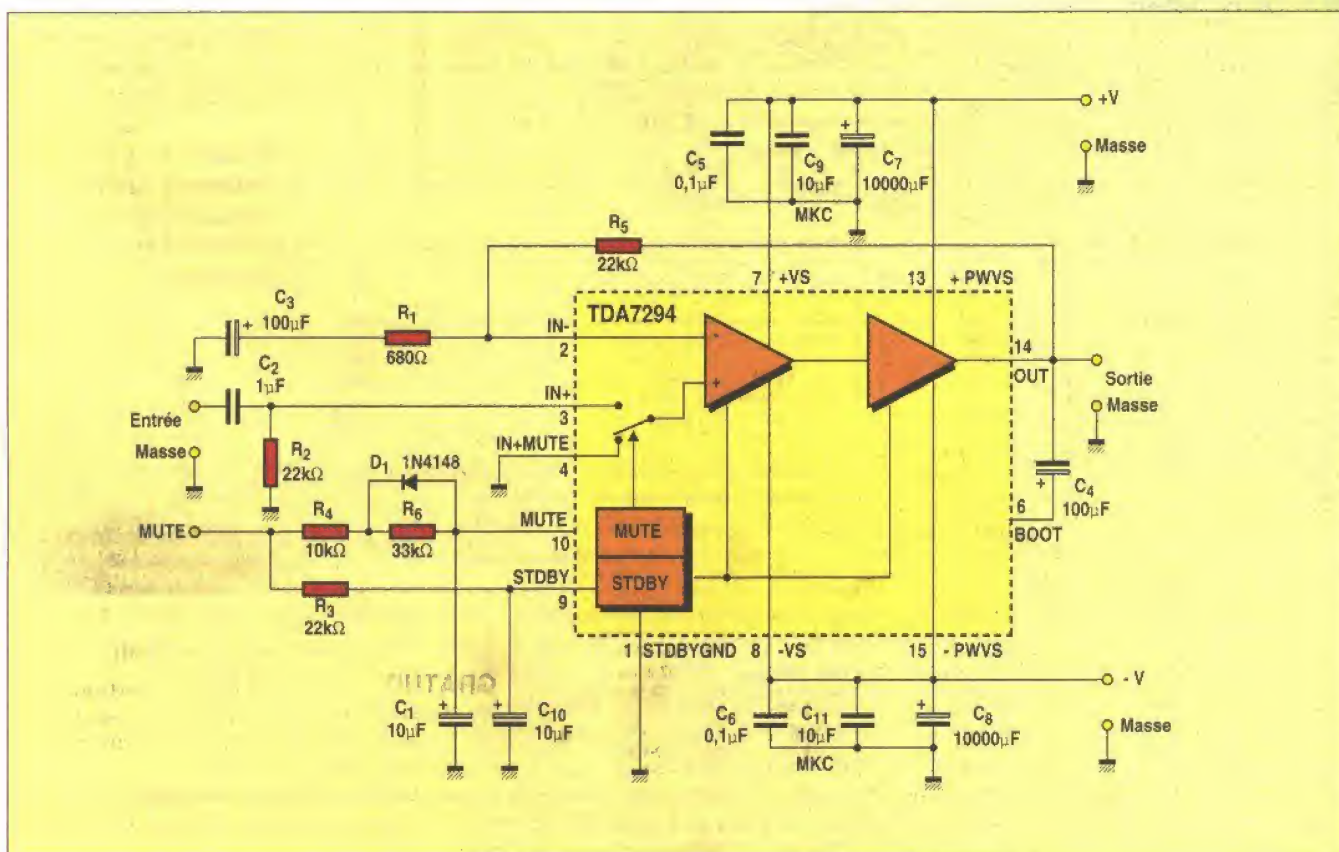 +V
Masse
C5
0,1µF
C9
10µF
+
C7
10000µF
MKC
R5
22kΩ
7 +VS
13 + PWVS
TDA7294
C3
+
100µF
R1
680Ω
IN-
2
-
+
14
OUT
Sortie
Masse
C2
1µF
Entrée
Masse
IN+
3
IN+MUTE
4
R2
22kΩ
D1 1N4148
+
C4
100µF
6
BOOT
MUTE
R4
10kΩ
R6
33kΩ
MUTE
10
MUTE
STDBY
STDBY
9
R3
22kΩ
1 STDBYGND
8 -VS
15 - PWVS
- V
Masse
C1
10µF
+
+
C10
10µF
C6
0,1µF
C11
10µF
+
C8
10000µF
MKC